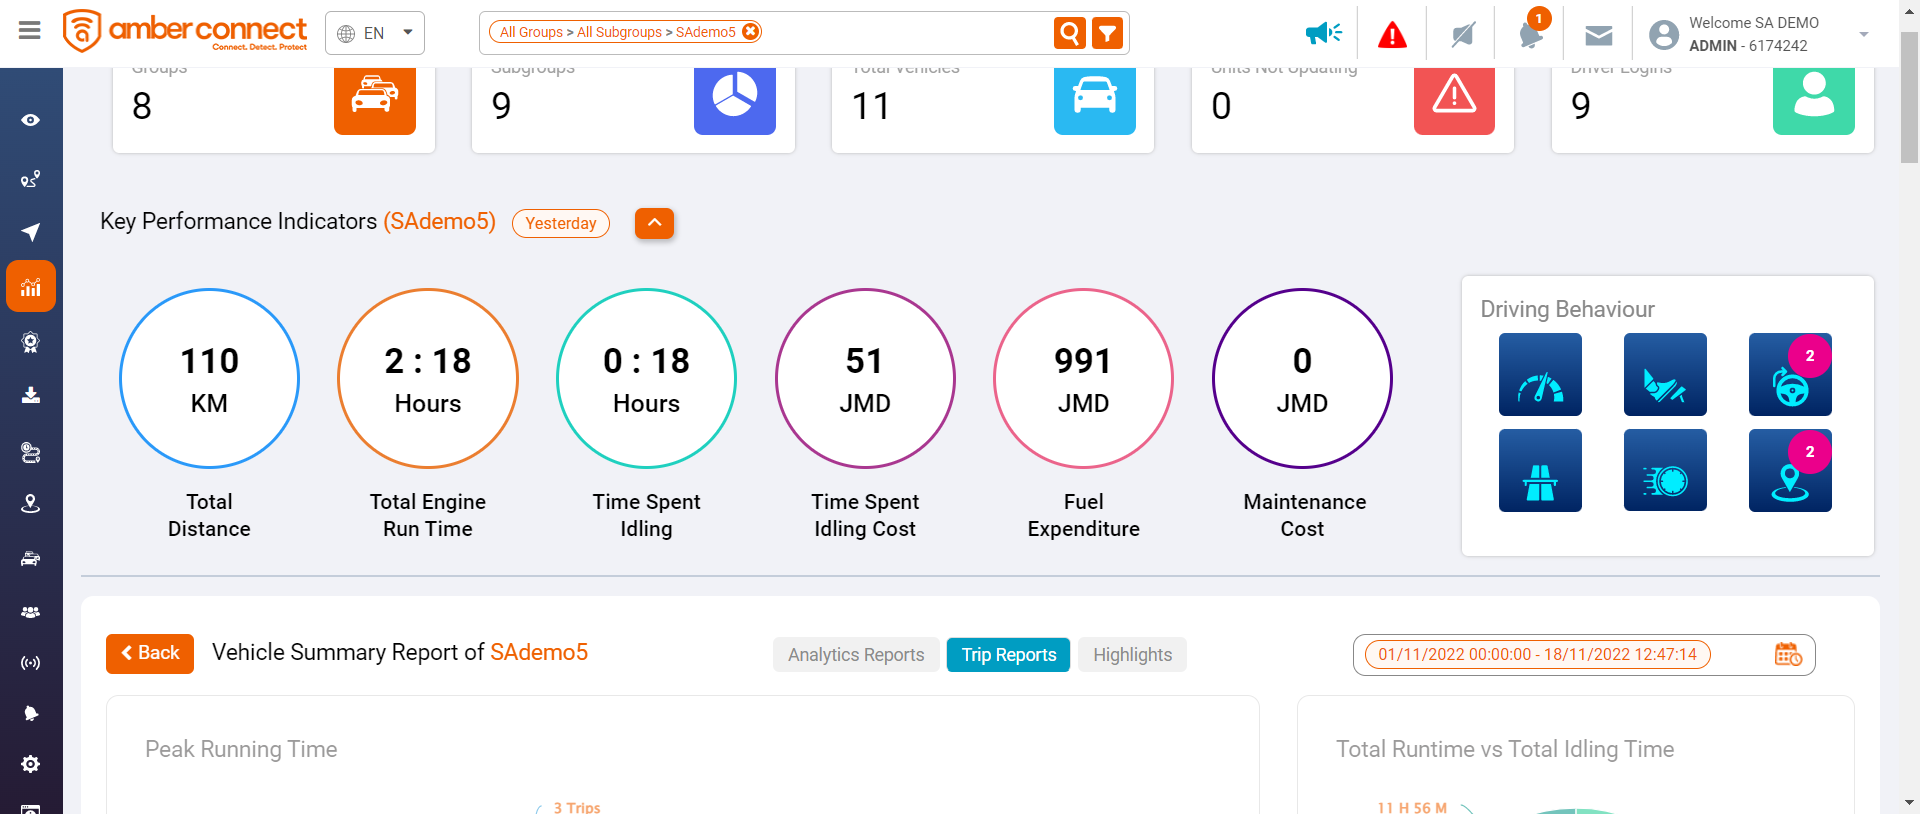 amber connect
Connect. Detect. Protect
EN
All Groups > All Subgroups > SAdemo5
1
Welcome SA DEMO
ADMIN - 6174242
Groups
8
Subgroups
9
Total Vehicles
11
Units Not Updating
0
Driver Logins
9
Key Performance Indicators (SAdemo5)
Yesterday
110
KM
Total
Distance
2 : 18
Hours
Total Engine
Run Time
0 : 18
Hours
Time Spent
Idling
51
JMD
Time Spent
Idling Cost
991
JMD
Fuel
Expenditure
0
JMD
Maintenance
Cost
Driving Behaviour
2
2
Back
Vehicle Summary Report of SAdemo5
Analytics Reports
Trip Reports
Highlights
01/11/2022 00:00:00 - 18/11/2022 12:47:14
Peak Running Time
3 Trips
Total Runtime vs Total Idling Time
11 H 56 M